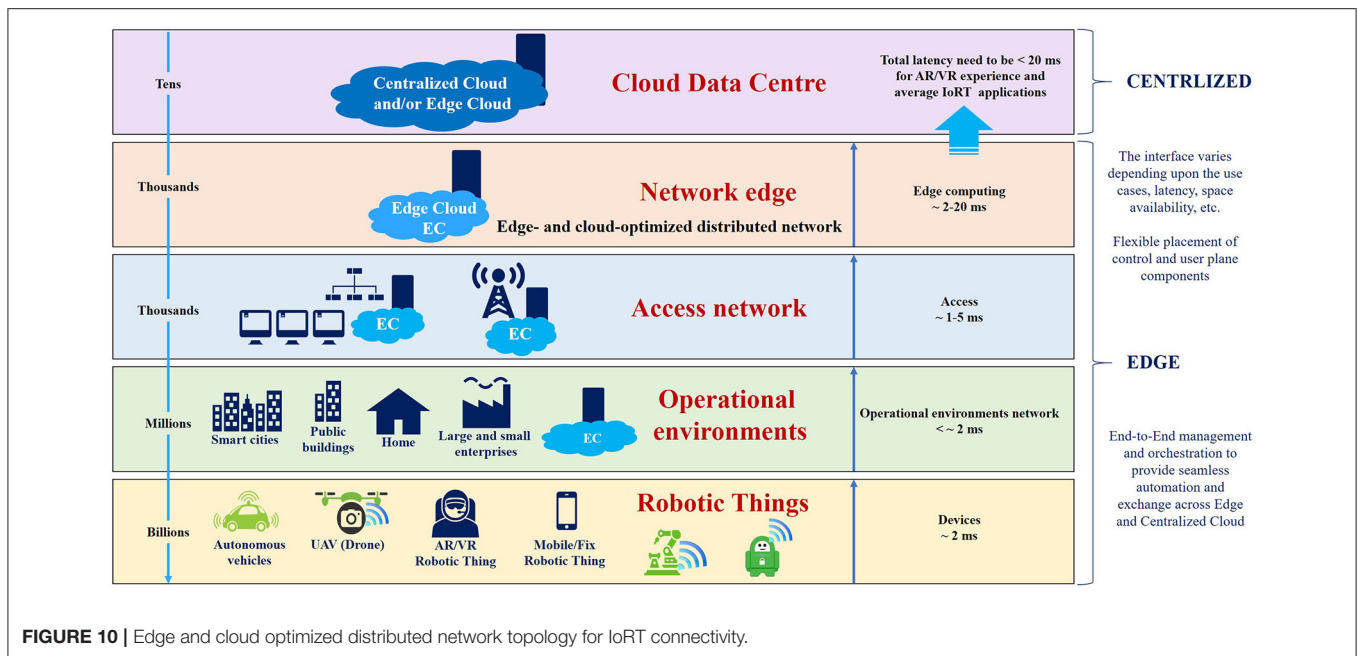 Tens
Centralized Cloud
and/or Edge Cloud
Cloud Data Centre
Total latency need to be < 20 ms
for AR/VR experience and
average IoRT applications
CENTRLIZED
Thousands
Edge Cloud
EC
Network edge
Edge- and cloud-optimized distributed network
Edge computing
~ 2-20 ms
The interface varies
depending upon the use
cases, latency, space
availability, etc.
Flexible placement of
control and user plane
components
Thousands
EC
EC
Access network
Access
~ 1-5 ms
EDGE
Millions
Smart cities
Public
buildings
Home
Large and small
enterprises
EC
Operational
environments
Operational environments network
< ~ 2 ms
End-to-End management
and orchestration to
provide seamless
automation and
exchange across Edge
and Centralized Cloud
Billions
Autonomous
vehicles
UAV (Drone)
AR/VR
Robotic Thing
Mobile/Fix
Robotic Thing
Robotic Things
Devices
~ 2 ms
FIGURE 10 | Edge and cloud optimized distributed network topology for IoRT connectivity.